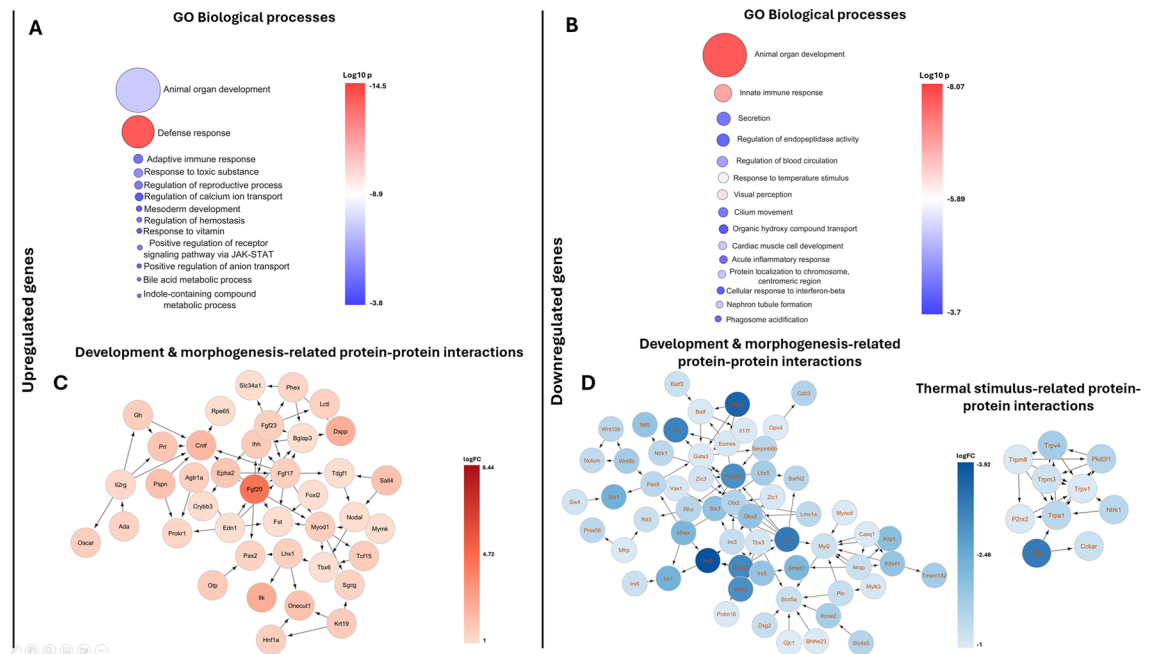 A
GO Biological processes
Animal organ development
Defense response
Adaptive immune response
Response to toxic substance
Regulation of reproductive process
Regulation of calcium ion transport
Mesoderm development
Regulation of hemostasis
Response to vitamin
Positive regulation of receptor
signaling pathway via JAK-STAT
Positive regulation of anion transport
Bile acid metabolic process
Indole-containing compound
metabolic process
Log10 p
-14.5
-8.9
-3.8
Upregulated genes
B
GO Biological processes
Animal organ development
Innate immune response
Secretion
Regulation of endopeptidase activity
Regulation of blood circulation
Response to temperature stimulus
Visual perception
Cilium movement
Organic hydroxy compound transport
Cardiac muscle cell development
Acute inflammatory response
Protein localization to chromosome,
centromeric region
Cellular response to interferon-beta
Nephron tubule formation
Phagosome acidification
Log10 p
-8.07
-5.89
-3.7
Downregulated genes
Development & morphogenesis-related protein-protein interactions
C
Slc34a1
Phex
Lctl
Rpe65
Gh
Fgf23
Dspp
Prl
Cntf
Ihh
Bglap3
Il2rg
Pspn
Agtr1a
Epha2
Fgf17
Tdgf1
Sall4
Fgf20
Foxl2
Crybb3
Ada
Oscar
Prokr1
Edn1
Fst
Myod1
Nodal
Mymk
Pax2
Lhx1
Tbx6
Tcf15
Otp
Ilk
Onecut1
Sgcg
Krt19
Hnf1a
logFC
8.44
4.72
1
Development & morphogenesis-related
protein-protein interactions
D
Batf3
Cdh3
Batf
Wnt10b
Nlf6
Il17f
Opn4
Eomes
Serpinb6b
Notum
Wnt9b
Ntrk1
Gata3
Lhx5
Barhl2
Pax8
Vax1
Zic3
Six4
Zic1
Rho
Six3
Otx2
Gbx2
Lmx1a
Myocd
Prss56
Rd3
Mfrp
Irx3
Tbx3
Myl2
Casq1
Irx6
Irx1
Irx5
Smyd1
Nrap
Klhl41
Tmem182
Mylk3
Pln
Scn5a
Prdm16
Dsg2
Kcne2
Gjc1
Bhlhe23
logFC
-3.92
-2.46
-1
Thermal stimulus-related protein-
protein interactions
Trpv4
Trpm8
Pkd2l1
Trpm3
Trpv1
P2rx2
Trpa1
Ntrk1
Cckar